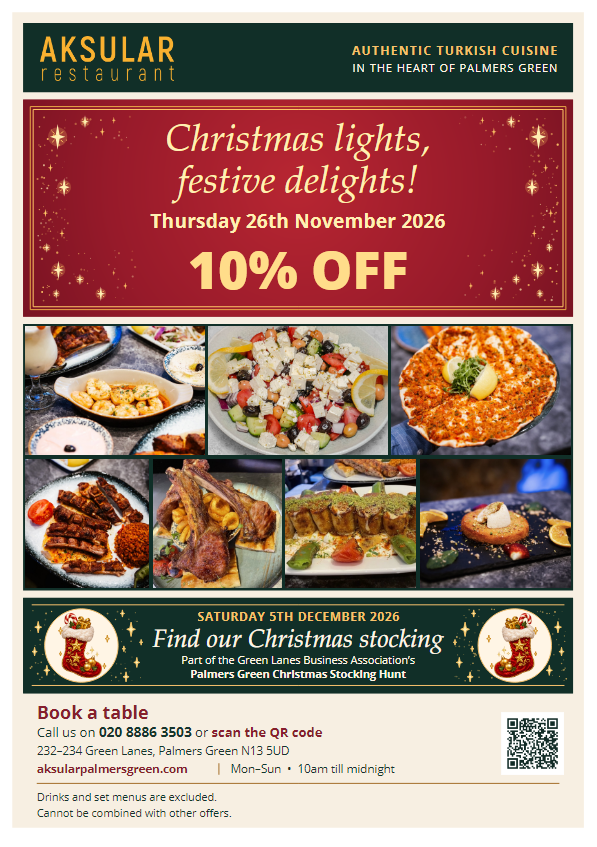 AKSULAR
restaurant
AUTHENTIC TURKISH CUISINE
IN THE HEART OF PALMERS GREEN
Christmas lights,
festive delights!
Thursday 26th November 2026
10% OFF
SATURDAY 5TH DECEMBER 2026
Find our Christmas stocking
Part of the Green Lanes Business Association's
Palmers Green Christmas Stocking Hunt
Book a table
Call us on 020 8886 3503 or scan the QR code
232–234 Green Lanes, Palmers Green N13 5UD
aksularpalmersgreen.com | Mon–Sun • 10am till midnight
Drinks and set menus are excluded.
Cannot be combined with other offers.